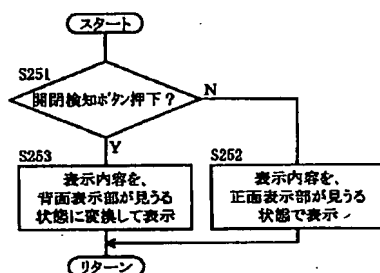 スタート
S251
開閉検知ボタン押下？
N
Y
S253
表示内容を、
背面表示部が見うる
状態に変換して表示
S252
表示内容を、
正面表示部が見うる
状態で表示
リターン